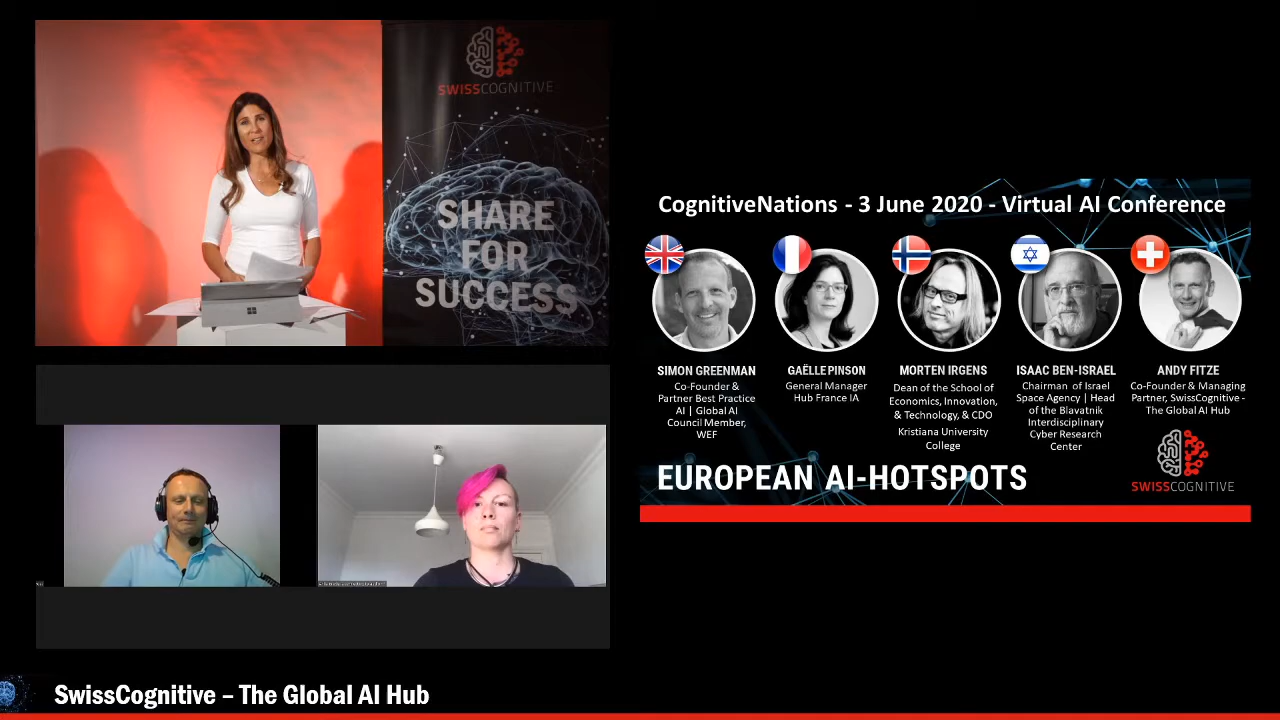 SWISSCOGNITIVE
SHARE
FOR
SUCCESS
CognitiveNations - 3 June 2020 - Virtual AI Conference
SIMON GREENMAN
Co-Founder &
Partner Best Practice
AI | Global AI
Council Member,
WEF
GAËLLE PINSON
General Manager
Hub France IA
MORTEN IRGENS
Dean of the School of
Economics, Innovation,
& Technology, & CDO
Kristiana University
College
ISAAC BEN-ISRAEL
Chairman of Israel
Space Agency | Head
of the Blavatnik
Interdisciplinary
Cyber Research
Center
ANDY FITZE
Co-Founder & Managing
Partner, SwissCognitive -
The Global AI Hub
EUROPEAN AI-HOTSPOTS
SWISSCOGNITIVE
SwissCognitive – The Global AI Hub